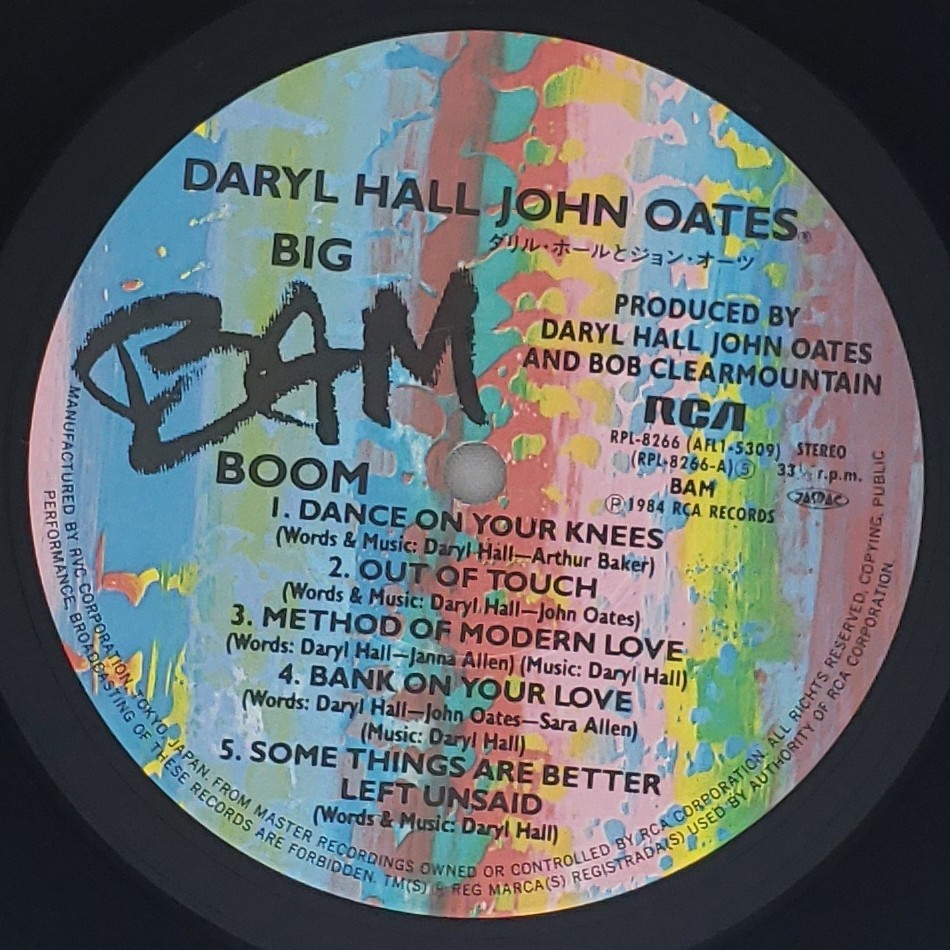 DARYL HALL JOHN OATES®
ダリル・ホールとジョン・オーツ
BIG
BAM
BOOM
PRODUCED BY
DARYL HALL JOHN OATES
AND BOB CLEARMOUNTAIN
RCA
RPL-8266 (AFL1-5309) STEREO
(RPL-8266-A) Ⓢ 33⅓ r.p.m.
BAM JASRAC
Ⓟ1984 RCA RECORDS
1. DANCE ON YOUR KNEES
(Words & Music: Daryl Hall—Arthur Baker)
2. OUT OF TOUCH
(Words & Music: Daryl Hall—John Oates)
3. METHOD OF MODERN LOVE
(Words: Daryl Hall—Janna Allen) (Music: Daryl Hall)
4. BANK ON YOUR LOVE
(Words: Daryl Hall—John Oates—Sara Allen)
(Music: Daryl Hall)
5. SOME THINGS ARE BETTER
LEFT UNSAID
(Words & Music: Daryl Hall)
MANUFACTURED BY RVC CORPORATION, TOKYO, JAPAN. FROM MASTER RECORDINGS OWNED OR CONTROLLED BY RCA CORPORATION. ALL RIGHTS RESERVED. COPYING, PUBLIC
PERFORMANCE, BROADCASTING OF THESE RECORDS ARE FORBIDDEN. TM(S) ® REG MARCA(S) REGISTRADA(S) USED BY AUTHORITY OF RCA CORPORATION.